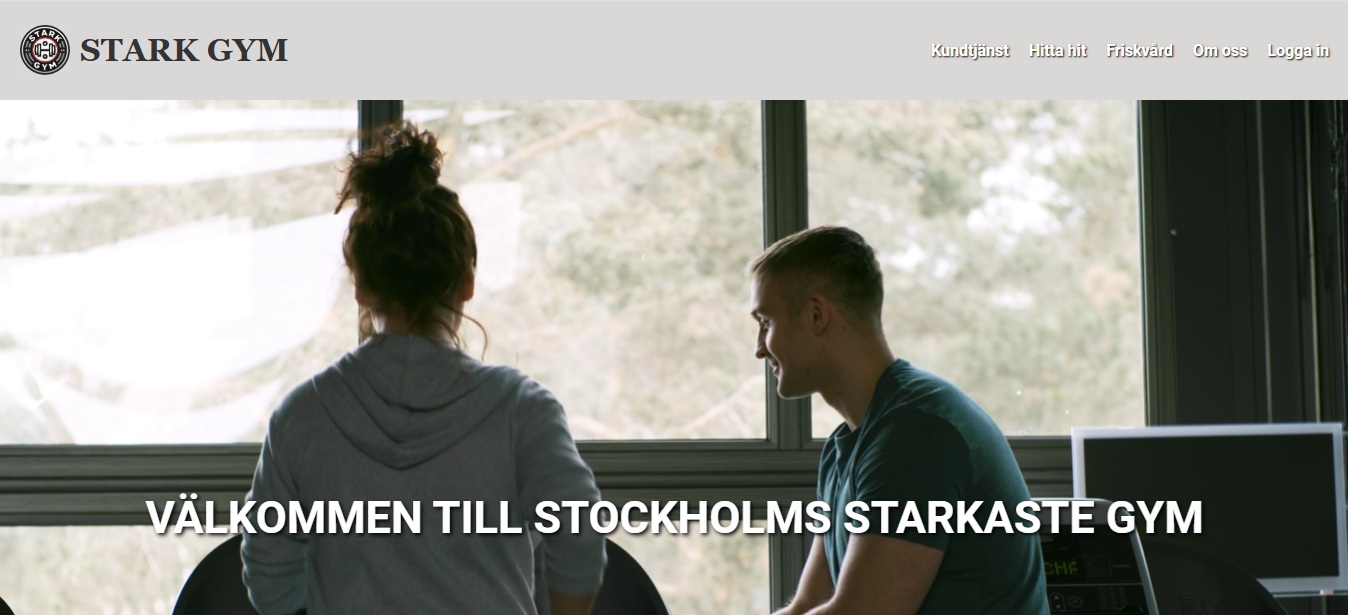 STARK
GYM
STARK GYM
Kundtjänst Hitta hit Friskvård Om oss Logga in
VÄLKOMMEN TILL STOCKHOLMS STARKASTE GYM